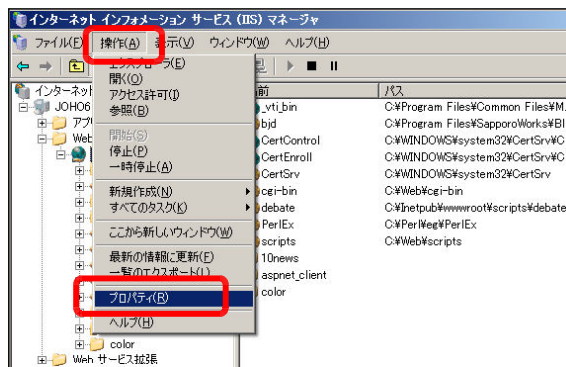 インターネット インフォメーション サービス (IIS) マネージャ
ファイル(F) 操作(A) 表示(V) ウィンドウ(W) ヘルプ(H)
エクスプローラ(E)
開く(O)
アクセス許可(I)
参照(B)
開始(S)
停止(P)
一時停止(A)
新規作成(N)
すべてのタスク(K)
ここから新しいウィンドウ(W)
最新の情報に更新(F)
一覧のエクスポート(L)
プロパティ(R)
ヘルプ(H)
インターネット
JOHO6
アプ
Web
color
Web サービス拡張
前 パス
_vti_bin C:¥Program Files¥Common Files¥M
bjd C:¥Program Files¥SapporoWorks¥BI
CertControl C:¥WINDOWS¥system32¥CertSrv¥C
CertEnroll C:¥WINDOWS¥system32¥CertSrv¥C
CertSrv C:¥WINDOWS¥system32¥CertSrv
cgi-bin C:¥Web¥cgi-bin
debate C:¥Inetpub¥wwwroot¥scripts¥debate
PerlEx C:¥Perl¥eg¥PerlEx
scripts C:¥Web¥scripts
10news
aspnet_client
color